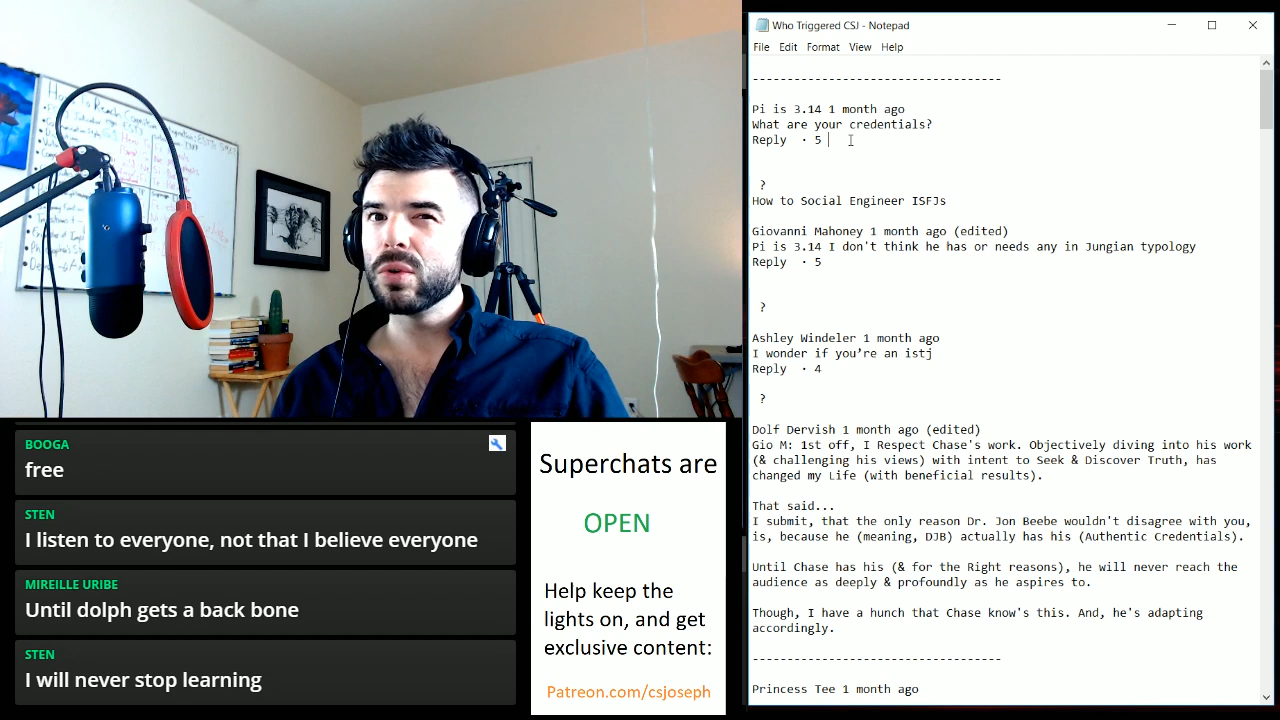 Who Triggered CSJ - Notepad
File Edit Format View Help
-----------------------------------
Pi is 3.14 1 month ago
What are your credentials?
Reply · 5
?
How to Social Engineer ISFJs
Giovanni Mahoney 1 month ago (edited)
Pi is 3.14 I don't think he has or needs any in Jungian typology
Reply · 5
?
Ashley Windeler 1 month ago
I wonder if you’re an istj
Reply · 4
?
Dolf Dervish 1 month ago (edited)
Gio M: 1st off, I Respect Chase's work. Objectively diving into his work
(& challenging his views) with intent to Seek & Discover Truth, has
changed my Life (with beneficial results).
That said...
I submit, that the only reason Dr. Jon Beebe wouldn't disagree with you,
is, because he (meaning, DJB) actually has his (Authentic Credentials).
Until Chase has his (& for the Right reasons), he will never reach the
audience as deeply & profoundly as he aspires to.
Though, I have a hunch that Chase know's this. And, he's adapting
accordingly.
-----------------------------------
Princess Tee 1 month ago
BOOGA
free
STEN
I listen to everyone, not that I believe everyone
MIREILLE URIBE
Until dolph gets a back bone
STEN
I will never stop learning
Superchats are
OPEN
Help keep the
lights on, and get
exclusive content:
Patreon.com/csjoseph